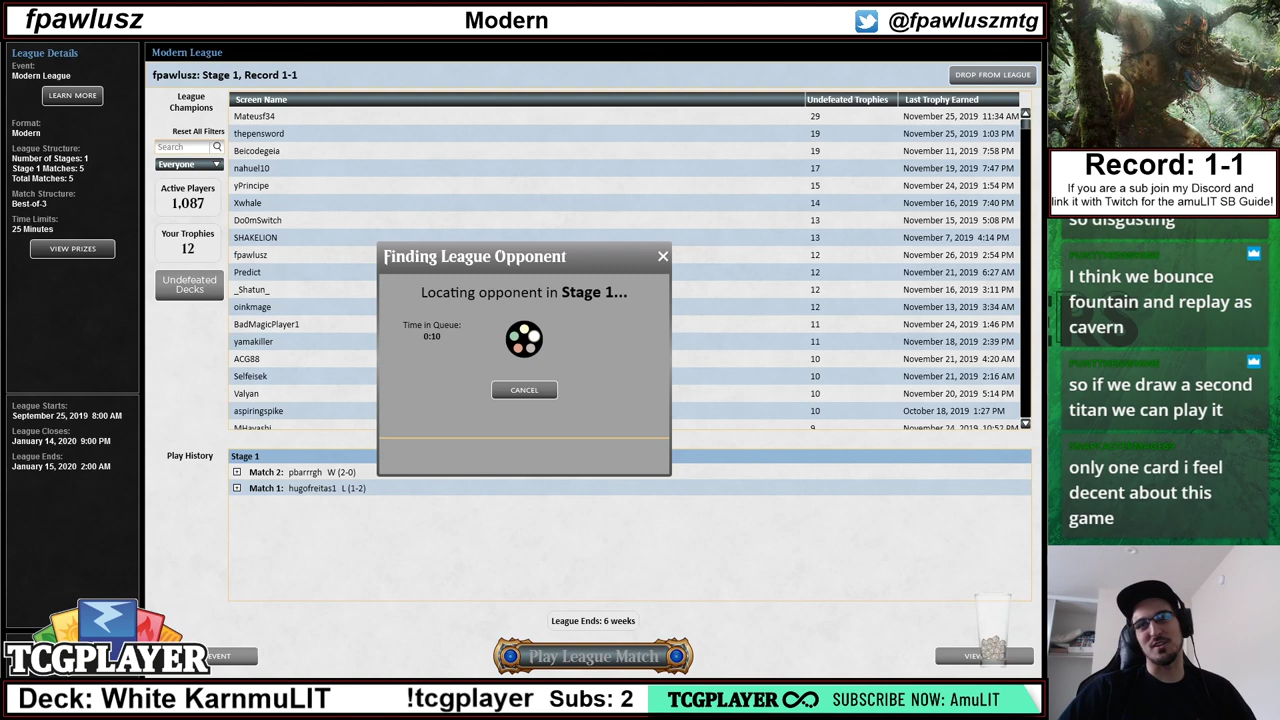 fpawlusz
Modern
@fpawluszmtg
League Details
Event:
Modern League
LEARN MORE
Format:
Modern
League Structure:
Number of Stages: 1
Stage 1 Matches: 5
Total Matches: 5
Match Structure:
Best-of-3
Time Limits:
25 Minutes
VIEW PRIZES
League Starts:
September 25, 2019 8:00 AM
League Closes:
January 14, 2020 9:00 PM
League Ends:
January 15, 2020 2:00 AM
Modern League
fpawlusz: Stage 1, Record 1-1
DROP FROM LEAGUE
League
Champions
Reset All Filters
Search
Everyone
Active Players
1,087
Your Trophies
12
Undefeated
Decks
Screen Name Undefeated Trophies Last Trophy Earned
Mateusf34 29 November 25, 2019 11:34 AM
thepensword 19 November 25, 2019 1:03 PM
Beicodegeia 19 November 11, 2019 7:58 PM
nahuel10 17 November 19, 2019 7:47 PM
yPrincipe 15 November 24, 2019 1:54 PM
Xwhale 14 November 16, 2019 7:40 PM
Do0mSwitch 13 November 15, 2019 5:08 PM
SHAKELION 13 November 7, 2019 4:14 PM
fpawlusz 12 November 26, 2019 2:54 PM
Predict 12 November 21, 2019 6:27 AM
_Shatun_ 12 November 16, 2019 3:11 PM
oinkmage 12 November 13, 2019 3:34 AM
BadMagicPlayer1 11 November 24, 2019 1:46 PM
yamakiller 11 November 18, 2019 2:39 PM
ACG88 10 November 21, 2019 4:20 AM
Selfeisek 10 November 21, 2019 2:16 AM
Valyan 10 November 20, 2019 5:14 PM
aspiringspike 10 October 18, 2019 1:27 PM
MHayashi 9 November 24, 2019 10:52 PM
Finding League Opponent
Locating opponent in Stage 1...
Time in Queue:
0:10
CANCEL
Play History
Stage 1
Match 2: pbarrrgh W (2-0)
Match 1: hugofreitas1 L (1-2)
League Ends: 6 weeks
Play League Match
EVENT
TCGPLAYER
Record: 1-1
If you are a sub join my Discord and
link it with Twitch for the amuLIT SB Guide!
so disgusting
I think we bounce
fountain and replay as
cavern
so if we draw a second
titan we can play it
only one card i feel
decent about this
game
Deck: White KarnmuLIT
!tcgplayer
Subs: 2
TCGPLAYER
SUBSCRIBE NOW: AmuLIT